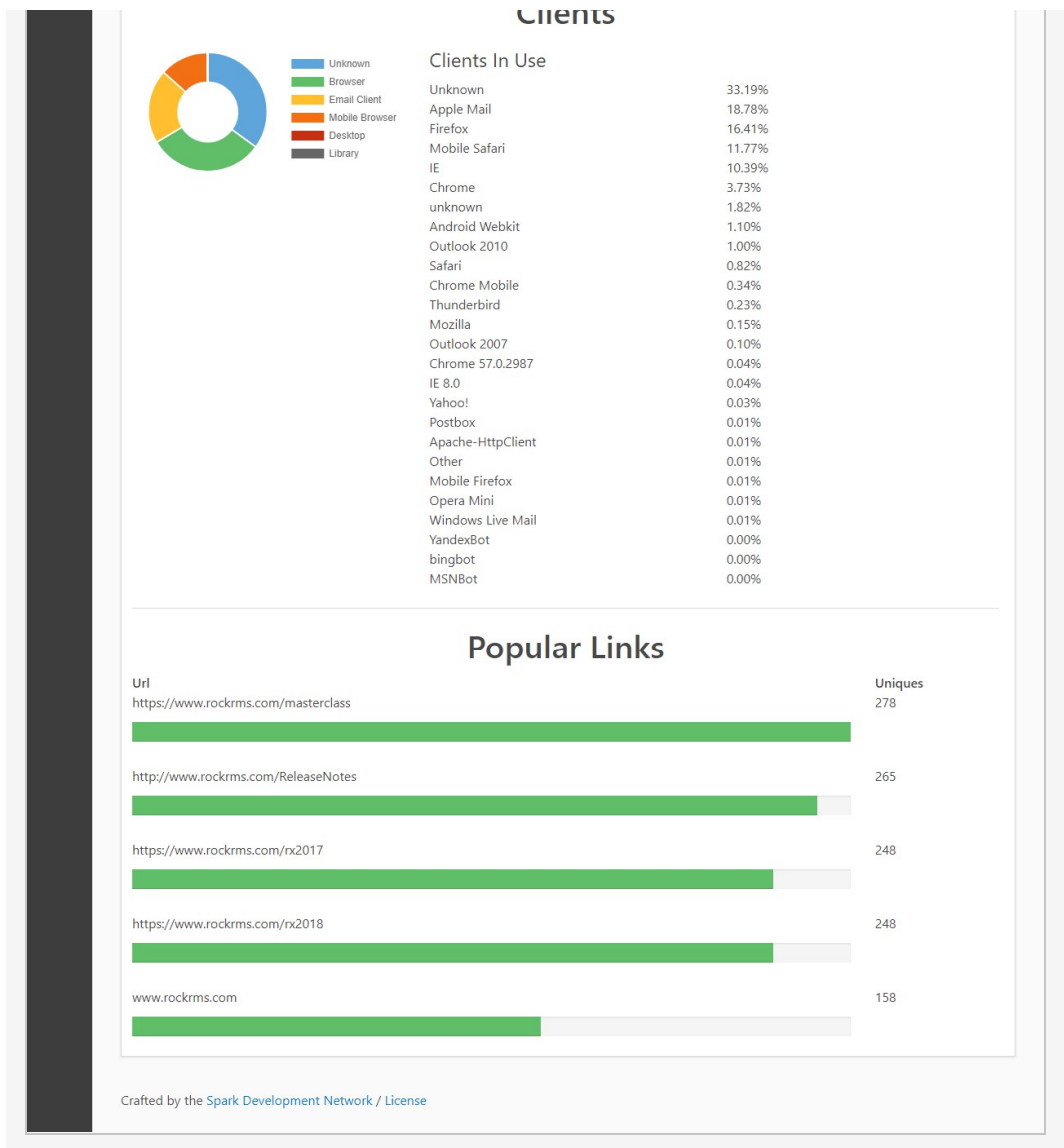 Clients
Unknown
Browser
Email Client
Mobile Browser
Desktop
Library
Clients In Use
Unknown 33.19%
Apple Mail 18.78%
Firefox 16.41%
Mobile Safari 11.77%
IE 10.39%
Chrome 3.73%
unknown 1.82%
Android Webkit 1.10%
Outlook 2010 1.00%
Safari 0.82%
Chrome Mobile 0.34%
Thunderbird 0.23%
Mozilla 0.15%
Outlook 2007 0.10%
Chrome 57.0.2987 0.04%
IE 8.0 0.04%
Yahoo! 0.03%
Postbox 0.01%
Apache-HttpClient 0.01%
Other 0.01%
Mobile Firefox 0.01%
Opera Mini 0.01%
Windows Live Mail 0.01%
YandexBot 0.00%
bingbot 0.00%
MSNBot 0.00%
Popular Links
Url Uniques
https://www.rockrms.com/masterclass 278
http://www.rockrms.com/ReleaseNotes 265
https://www.rockrms.com/rx2017 248
https://www.rockrms.com/rx2018 248
www.rockrms.com 158
Crafted by the Spark Development Network / License